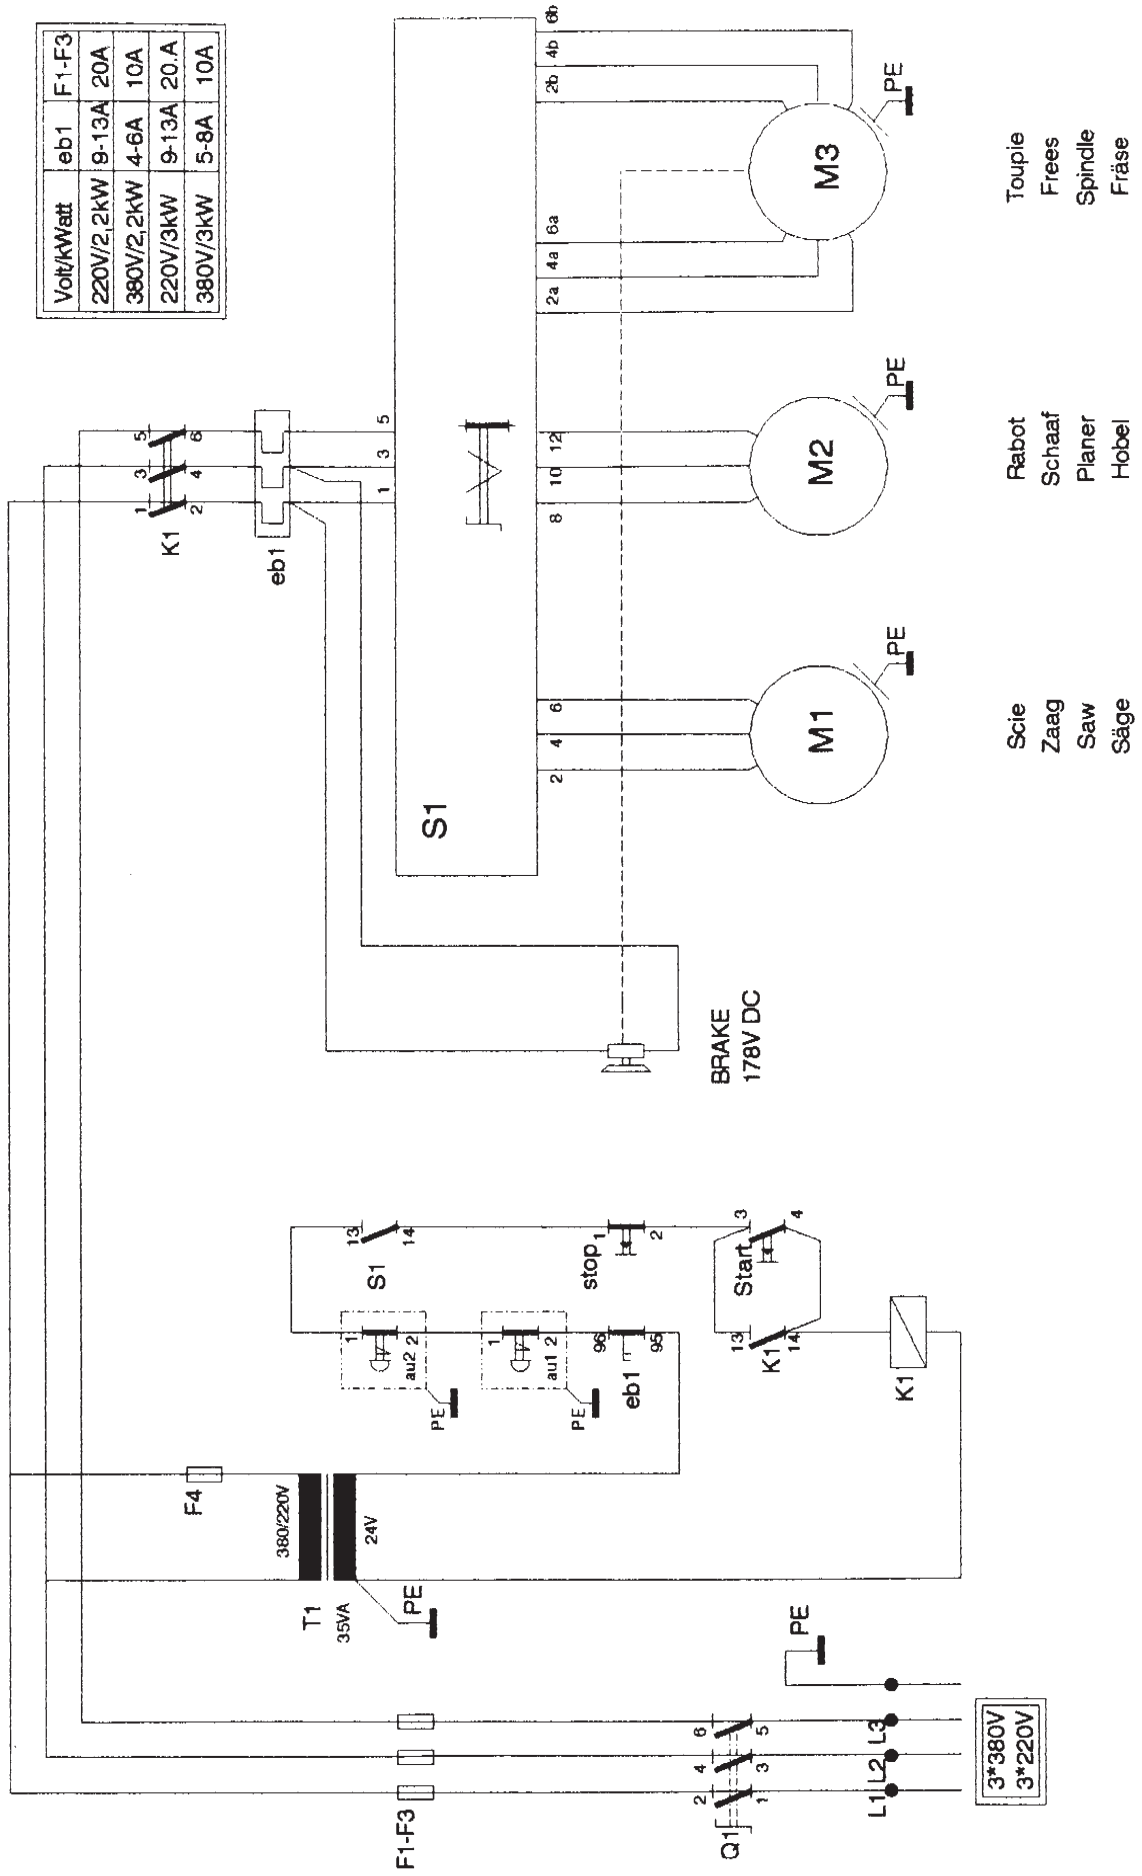 Volt/kWatt eb1 F1-F3
220V/2,2kW 9-13A 20A
380V/2,2kW 4-6A 10A
220V/3kW 9-13A 20.A
380V/3kW 5-8A 10A
1 3 5
K1
2 4 6
eb1
1 3 5
S1
2 4 6
8 10 12
2a 4a 6a
2b 4b 6b
M1
PE
M2
PE
M3
PE
Scie
Zaag
Saw
Säge
Rabot
Schaaf
Planer
Hobel
Toupie
Frees
Spindle
Fräse
BRAKE
178V DC
F4
380/220V
T1
35VA
24V
PE
1
au2
2
PE
1
au1
2
PE
96
eb1
95
13
S1
14
stop
1
2
3
Start
4
13
K1
14
K1
F1-F3
2 4 6
Q1
1 3 5
L1 L2 L3
PE
3*380V
3*220V